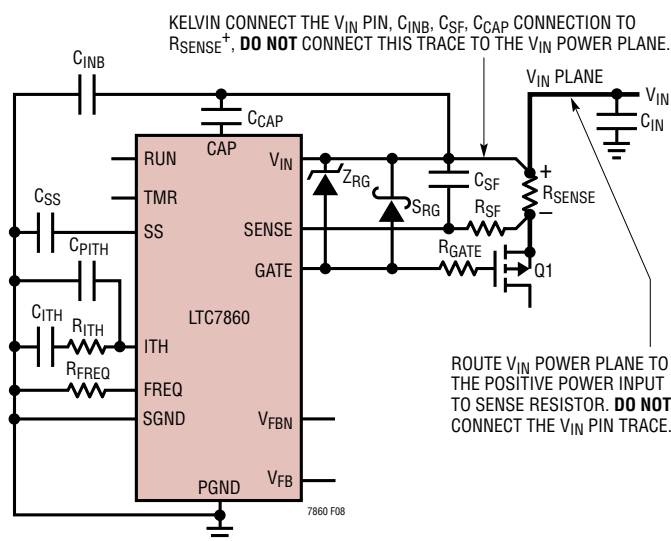 KELVIN CONNECT THE VIN PIN, CINB, CSF, CCAP CONNECTION TO
RSENSE+, DO NOT CONNECT THIS TRACE TO THE VIN POWER PLANE.
CINB
VIN PLANE
VIN
CIN
CCAP
CAP
RUN
VIN
ZRG
SRG
CSF
+
RSENSE
–
TMR
CSS
SS
SENSE
RSF
CPITH
GATE
RGATE
Q1
LTC7860
CITH
RITH
ITH
RFREQ
FREQ
SGND
VFBN
VFB
PGND
ROUTE VIN POWER PLANE TO
THE POSITIVE POWER INPUT
TO SENSE RESISTOR. DO NOT
CONNECT THE VIN PIN TRACE.
7860 F08